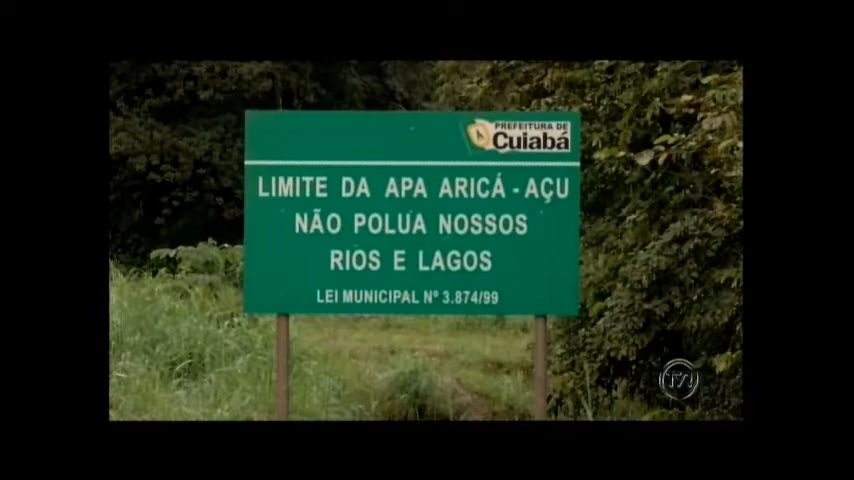 PREFEITURA DE
Cuiabá
LIMITE DA APA ARICÁ - AÇU
NÃO POLUA NOSSOS
RIOS E LAGOS
LEI MUNICIPAL Nº 3.874/99